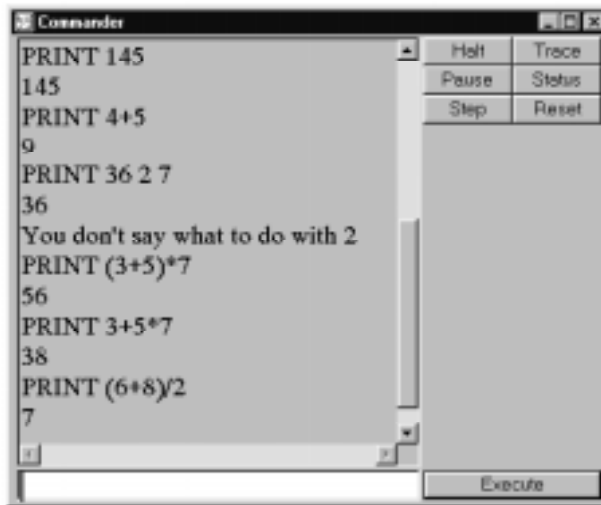 Commander
PRINT 145
145
PRINT 4+5
9
PRINT 36 2 7
36
You don't say what to do with 2
PRINT (3+5)*7
56
PRINT 3+5*7
38
PRINT (6+8)/2
7
Halt Trace
Pause Status
Step Reset
Execute